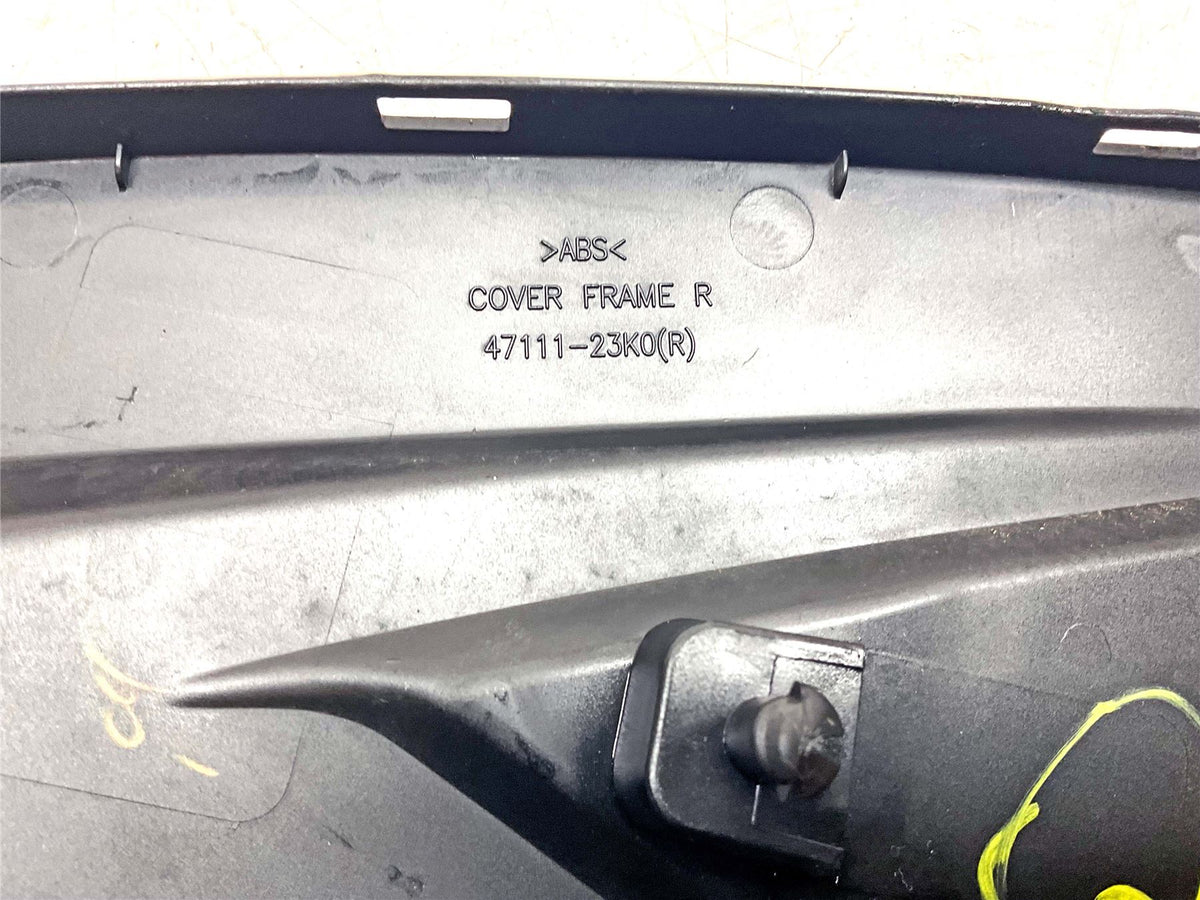 >ABS<
COVER FRAME R
47111-23K0(R)